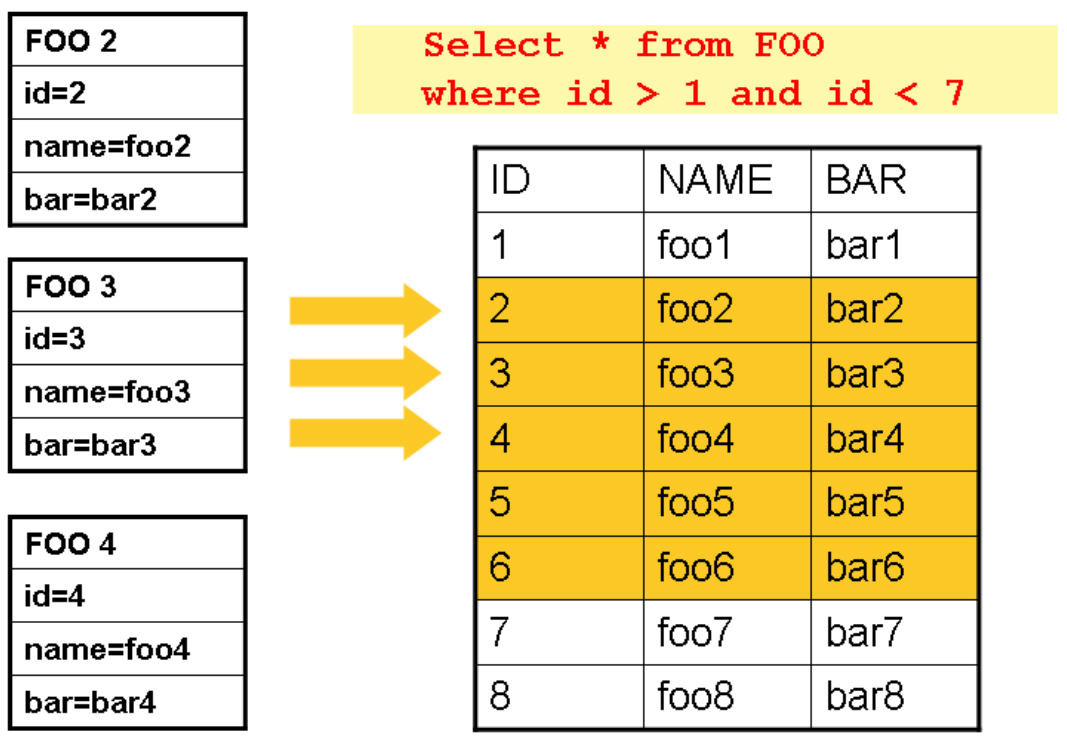 FOO 2
id=2
name=foo2
bar=bar2
FOO 3
id=3
name=foo3
bar=bar3
FOO 4
id=4
name=foo4
bar=bar4
Select * from FOO
where id > 1 and id < 7
ID NAME BAR
1 foo1 bar1
2 foo2 bar2
3 foo3 bar3
4 foo4 bar4
5 foo5 bar5
6 foo6 bar6
7 foo7 bar7
8 foo8 bar8